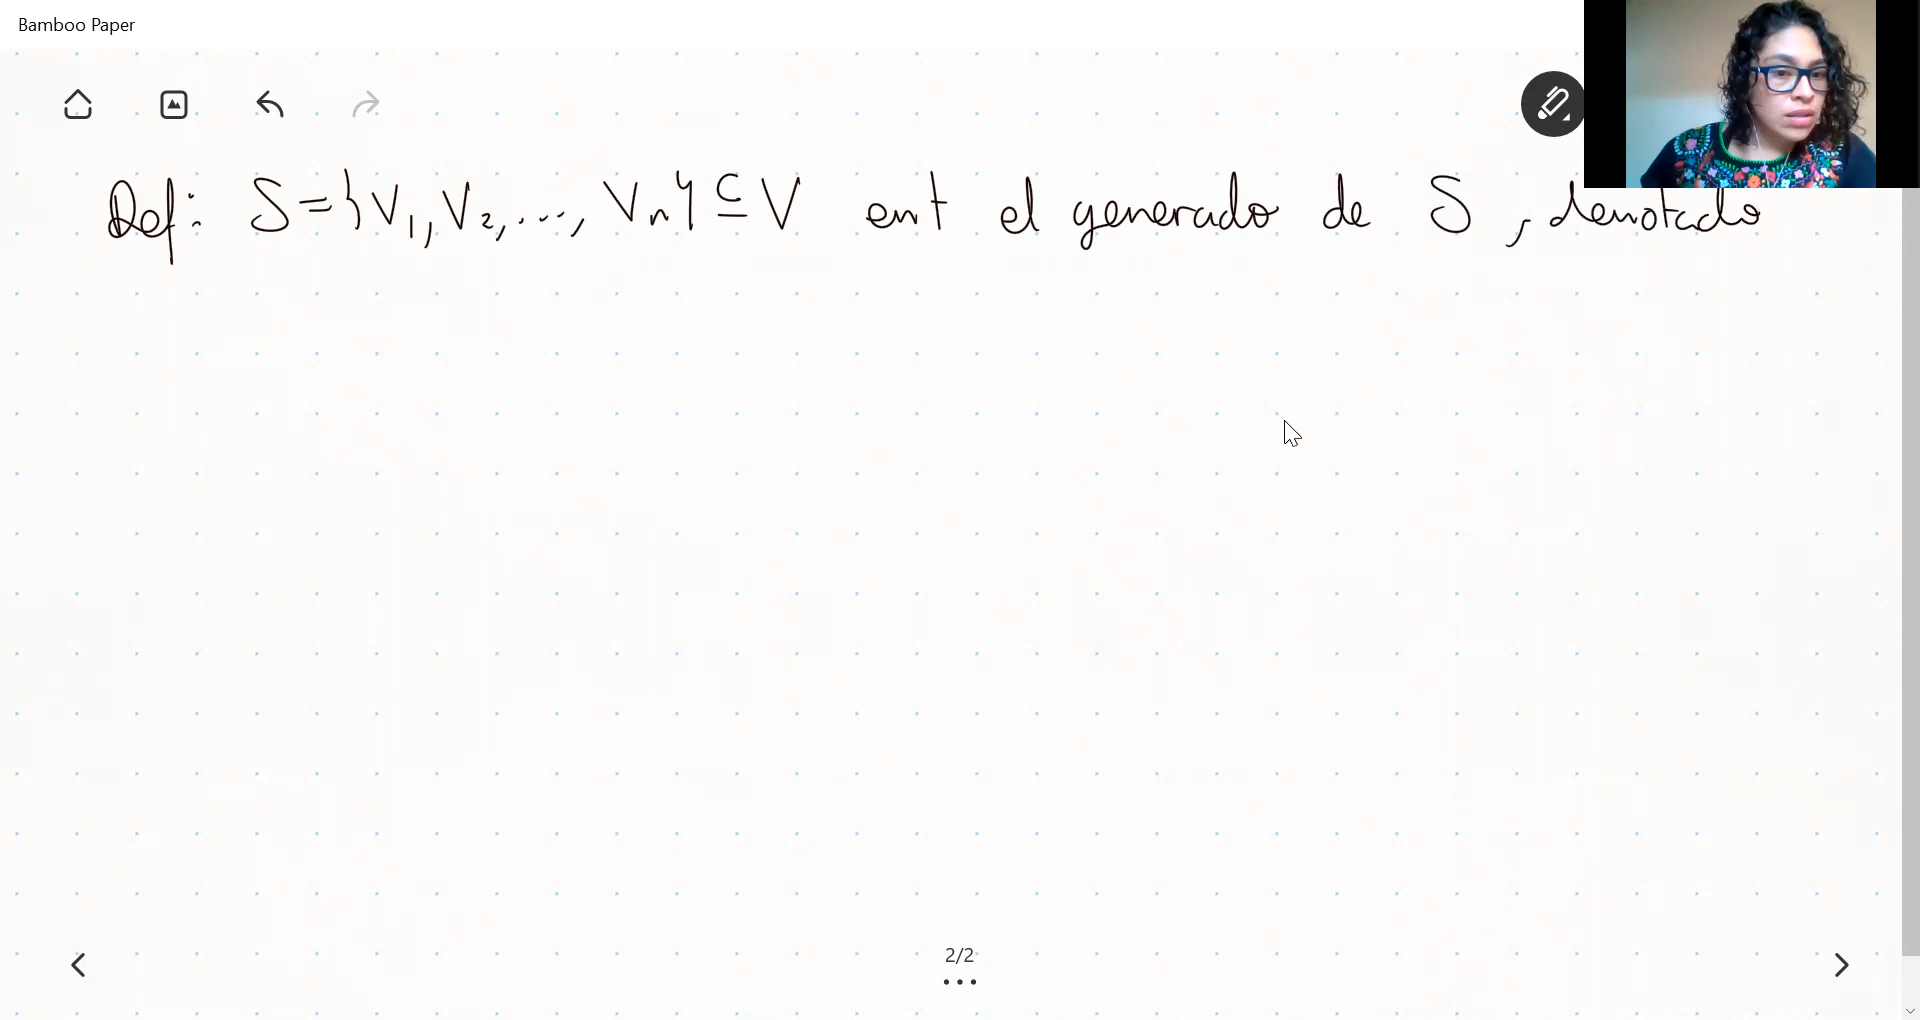 Bamboo Paper
Def: S={V₁,V₂,...,Vn} ⊆ V ent el generado de S , denotado
2/2